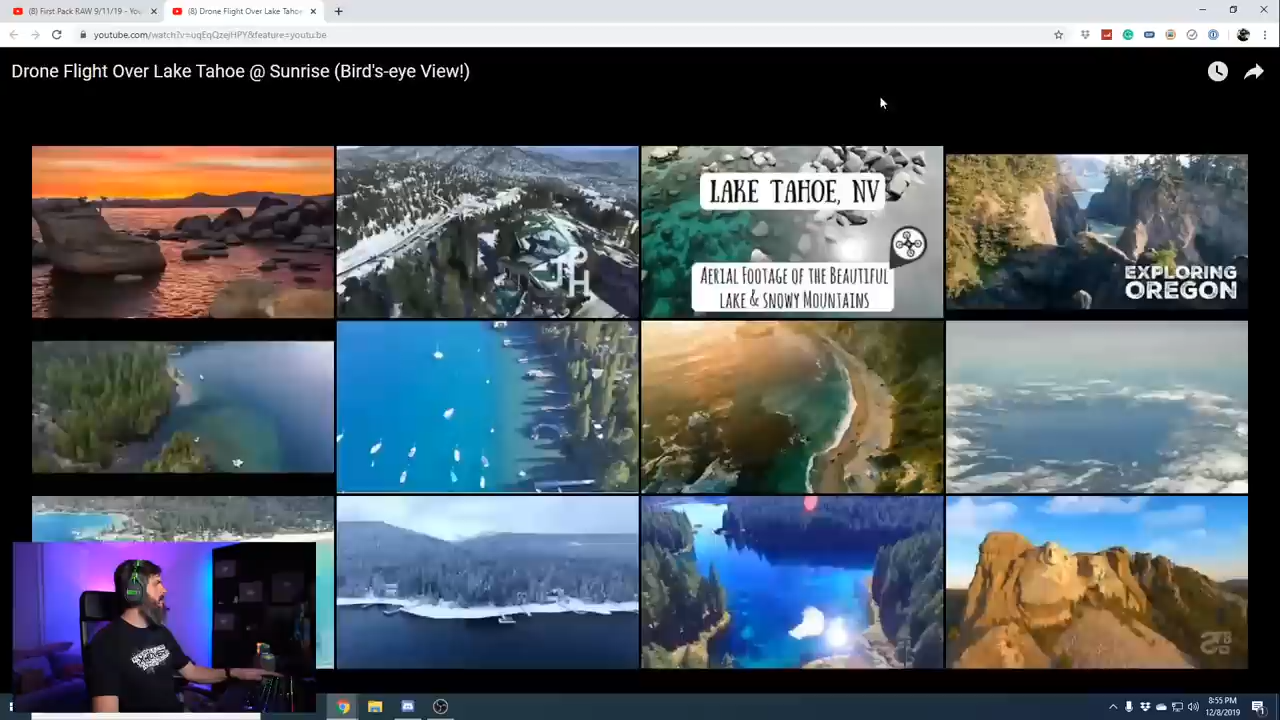 (8) First Pack RAW 9/11/19 - You
(8) Drone Flight Over Lake Tahoe
youtube.com/watch?v=uqEqQzejHPY&feature=youtu.be
Drone Flight Over Lake Tahoe @ Sunrise (Bird's-eye View!)
LAKE TAHOE, NV
AERIAL FOOTAGE OF THE BEAUTIFUL
LAKE & SNOWY MOUNTAINS
EXPLORING
OREGON
8:55 PM
12/8/2019